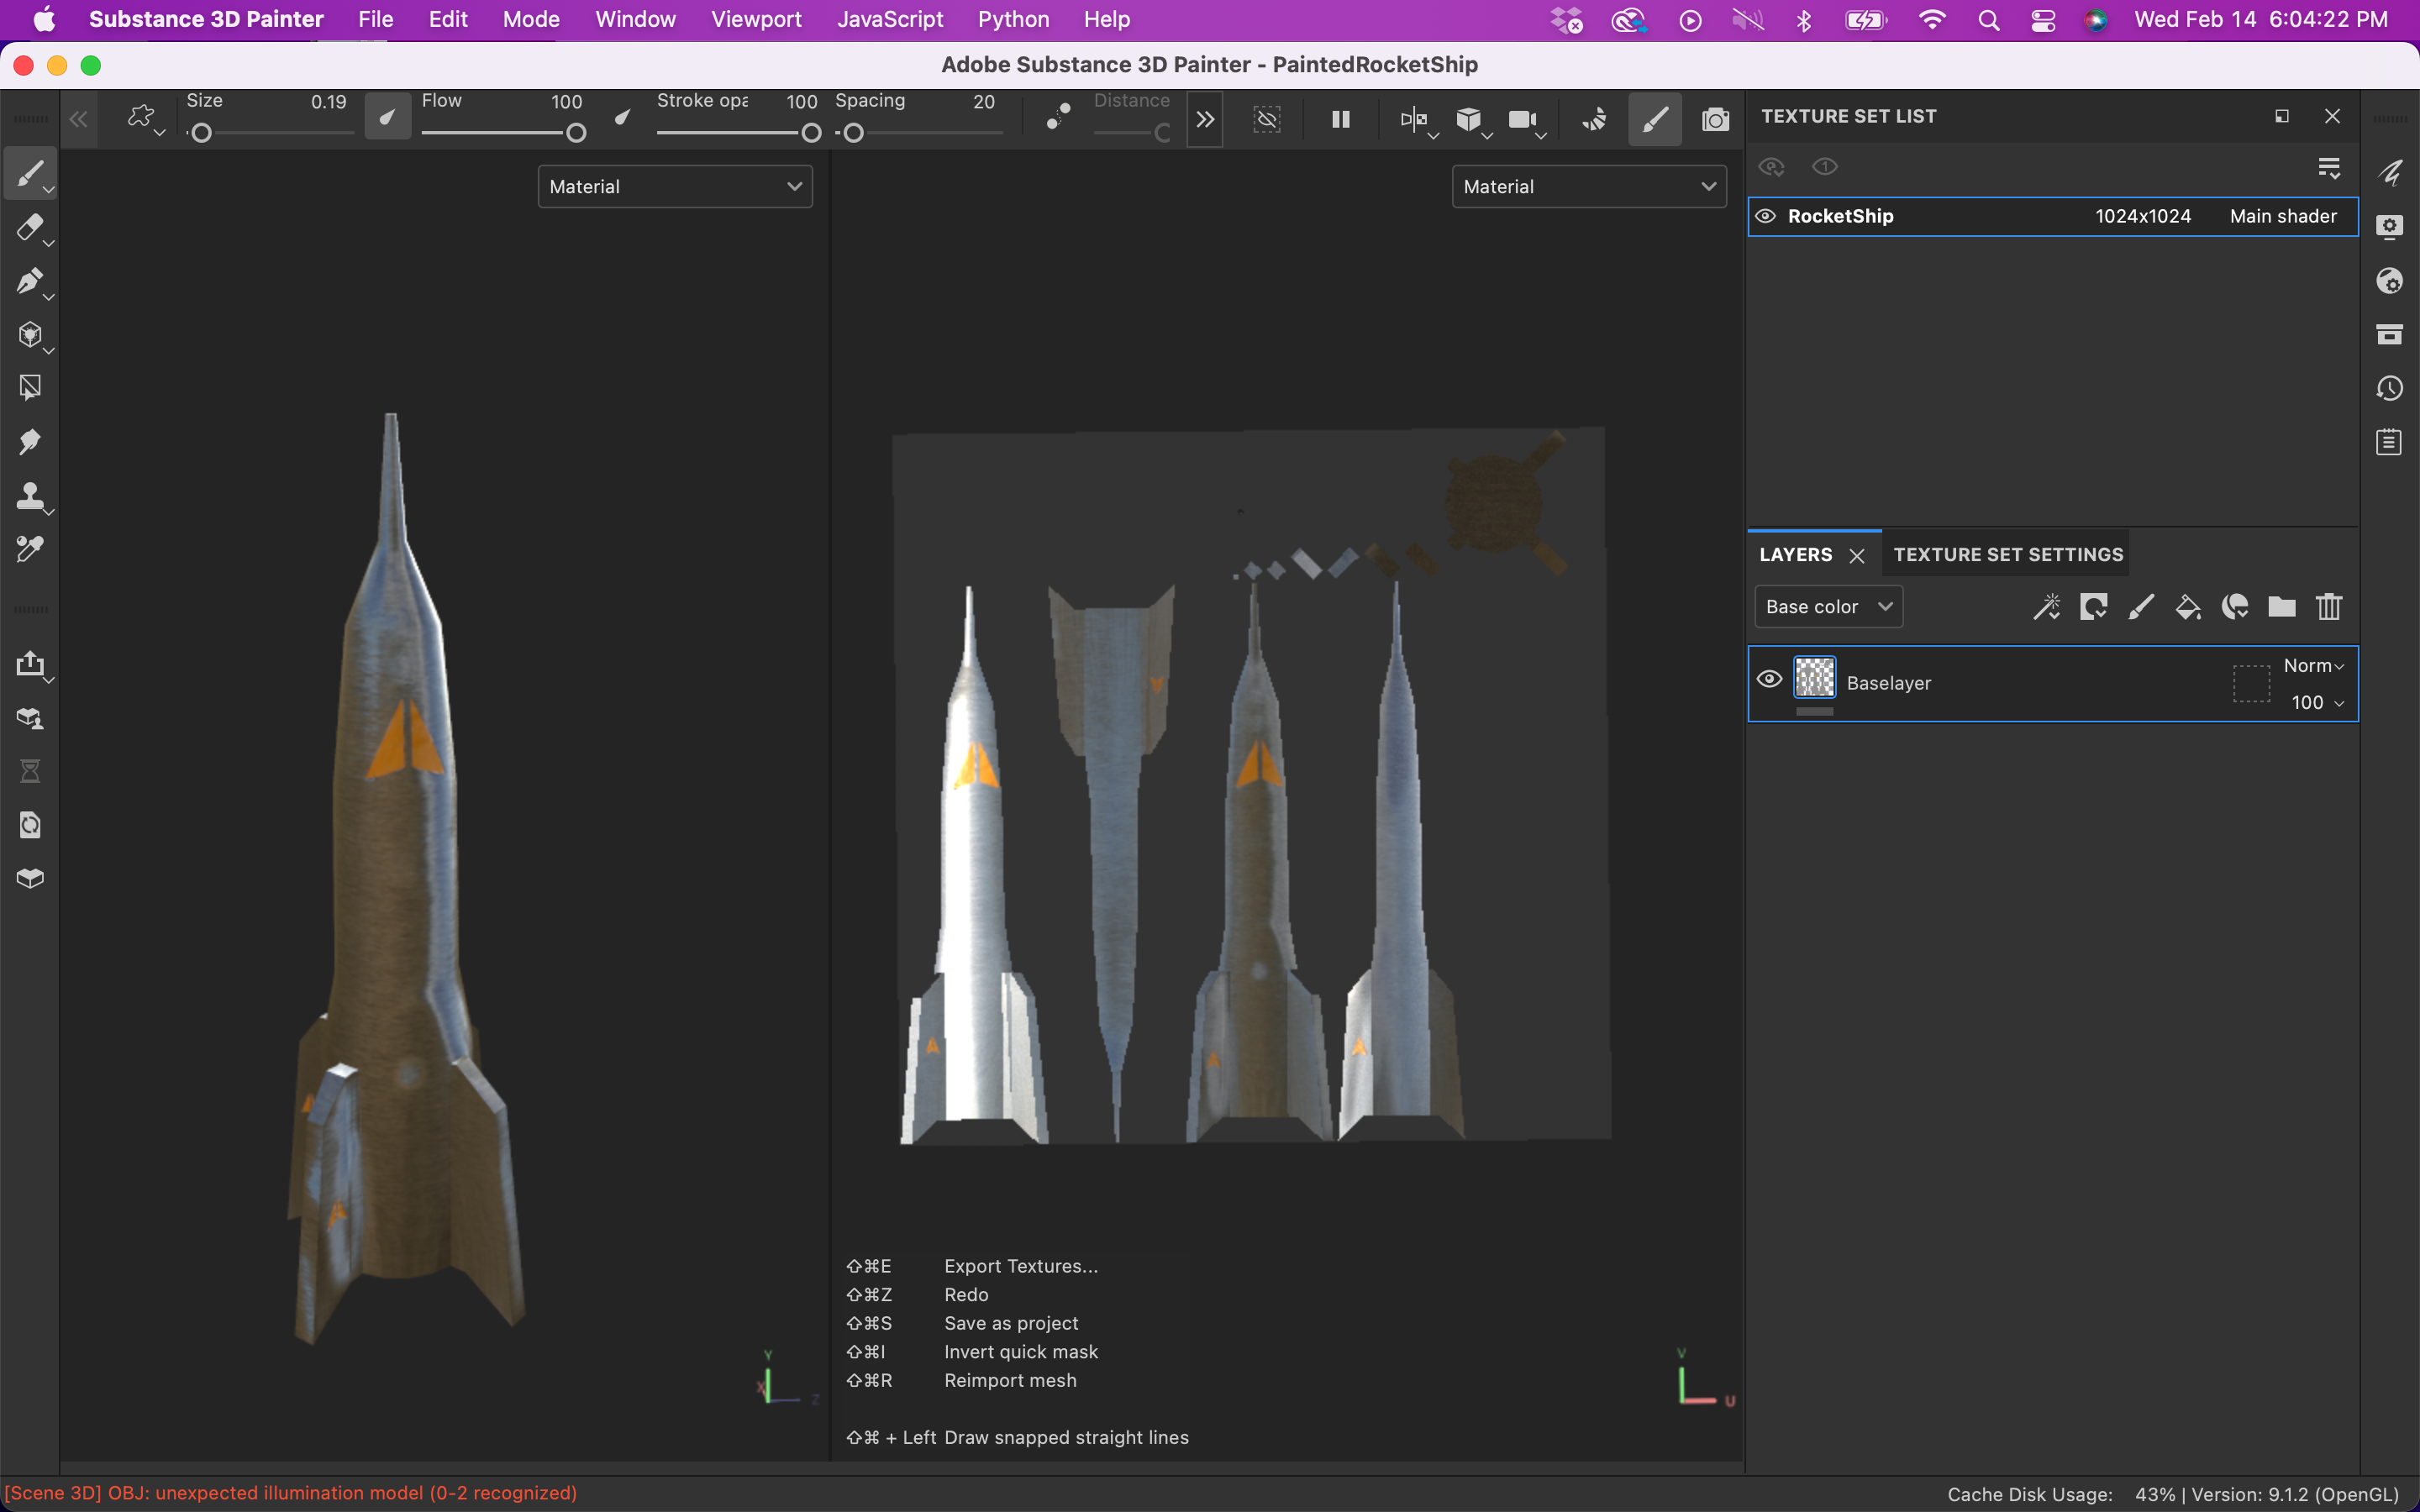 Substance 3D Painter File Edit Mode Window Viewport JavaScript Python Help Wed Feb 14 6:04:22 PM
Adobe Substance 3D Painter - PaintedRocketShip
Size 0.19 Flow 100 Stroke opa 100 Spacing 20 Distance
TEXTURE SET LIST
Material
Material
RocketShip 1024x1024 Main shader
LAYERS TEXTURE SET SETTINGS
Base color
Baselayer
Norm
100
⇧⌘E Export Textures...
⇧⌘Z Redo
⇧⌘S Save as project
⇧⌘I Invert quick mask
⇧⌘R Reimport mesh
⇧⌘ + Left Draw snapped straight lines
Y
X
Z
V
U
[Scene 3D] OBJ: unexpected illumination model (0-2 recognized)
Cache Disk Usage: 43% | Version: 9.1.2 (OpenGL)